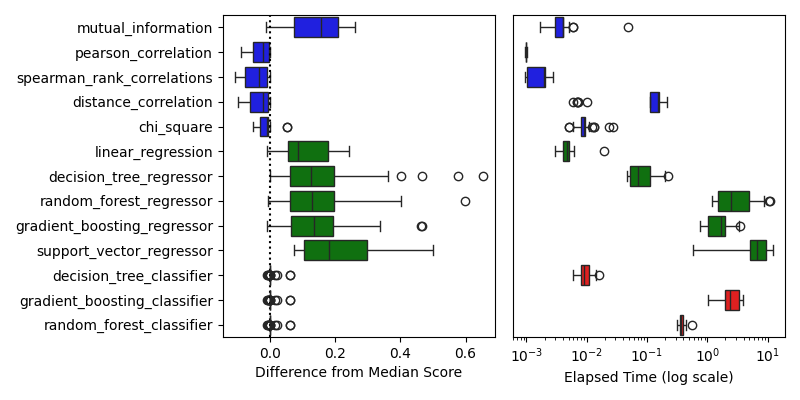 mutual_information
pearson_correlation
spearman_rank_correlations
distance_correlation
chi_square
linear_regression
decision_tree_regressor
random_forest_regressor
gradient_boosting_regressor
support_vector_regressor
decision_tree_classifier
gradient_boosting_classifier
random_forest_classifier
0.0 0.2 0.4 0.6
Difference from Median Score
10⁻³ 10⁻² 10⁻¹ 10⁰ 10¹
Elapsed Time (log scale)